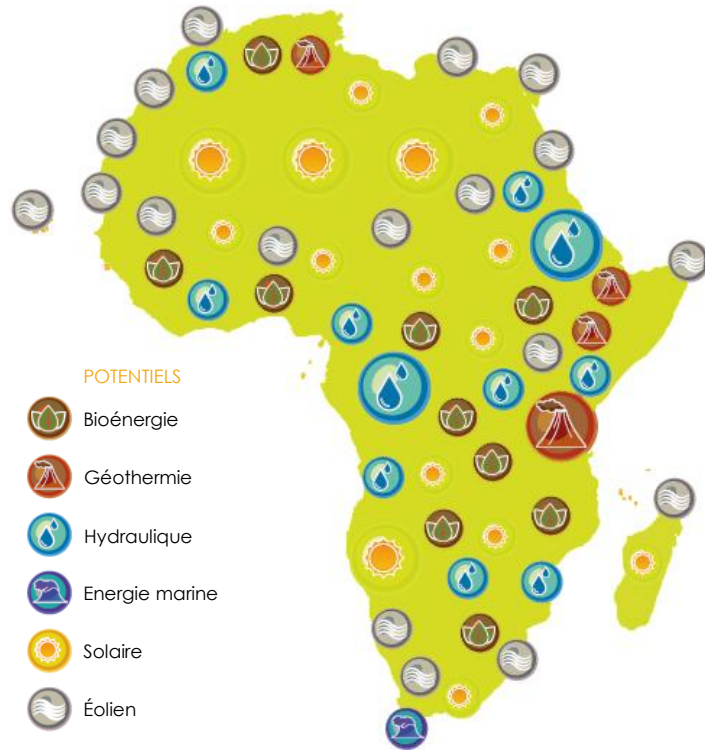 POTENTIELS
Bioénergie
Géothermie
Hydraulique
Energie marine
Solaire
Éolien